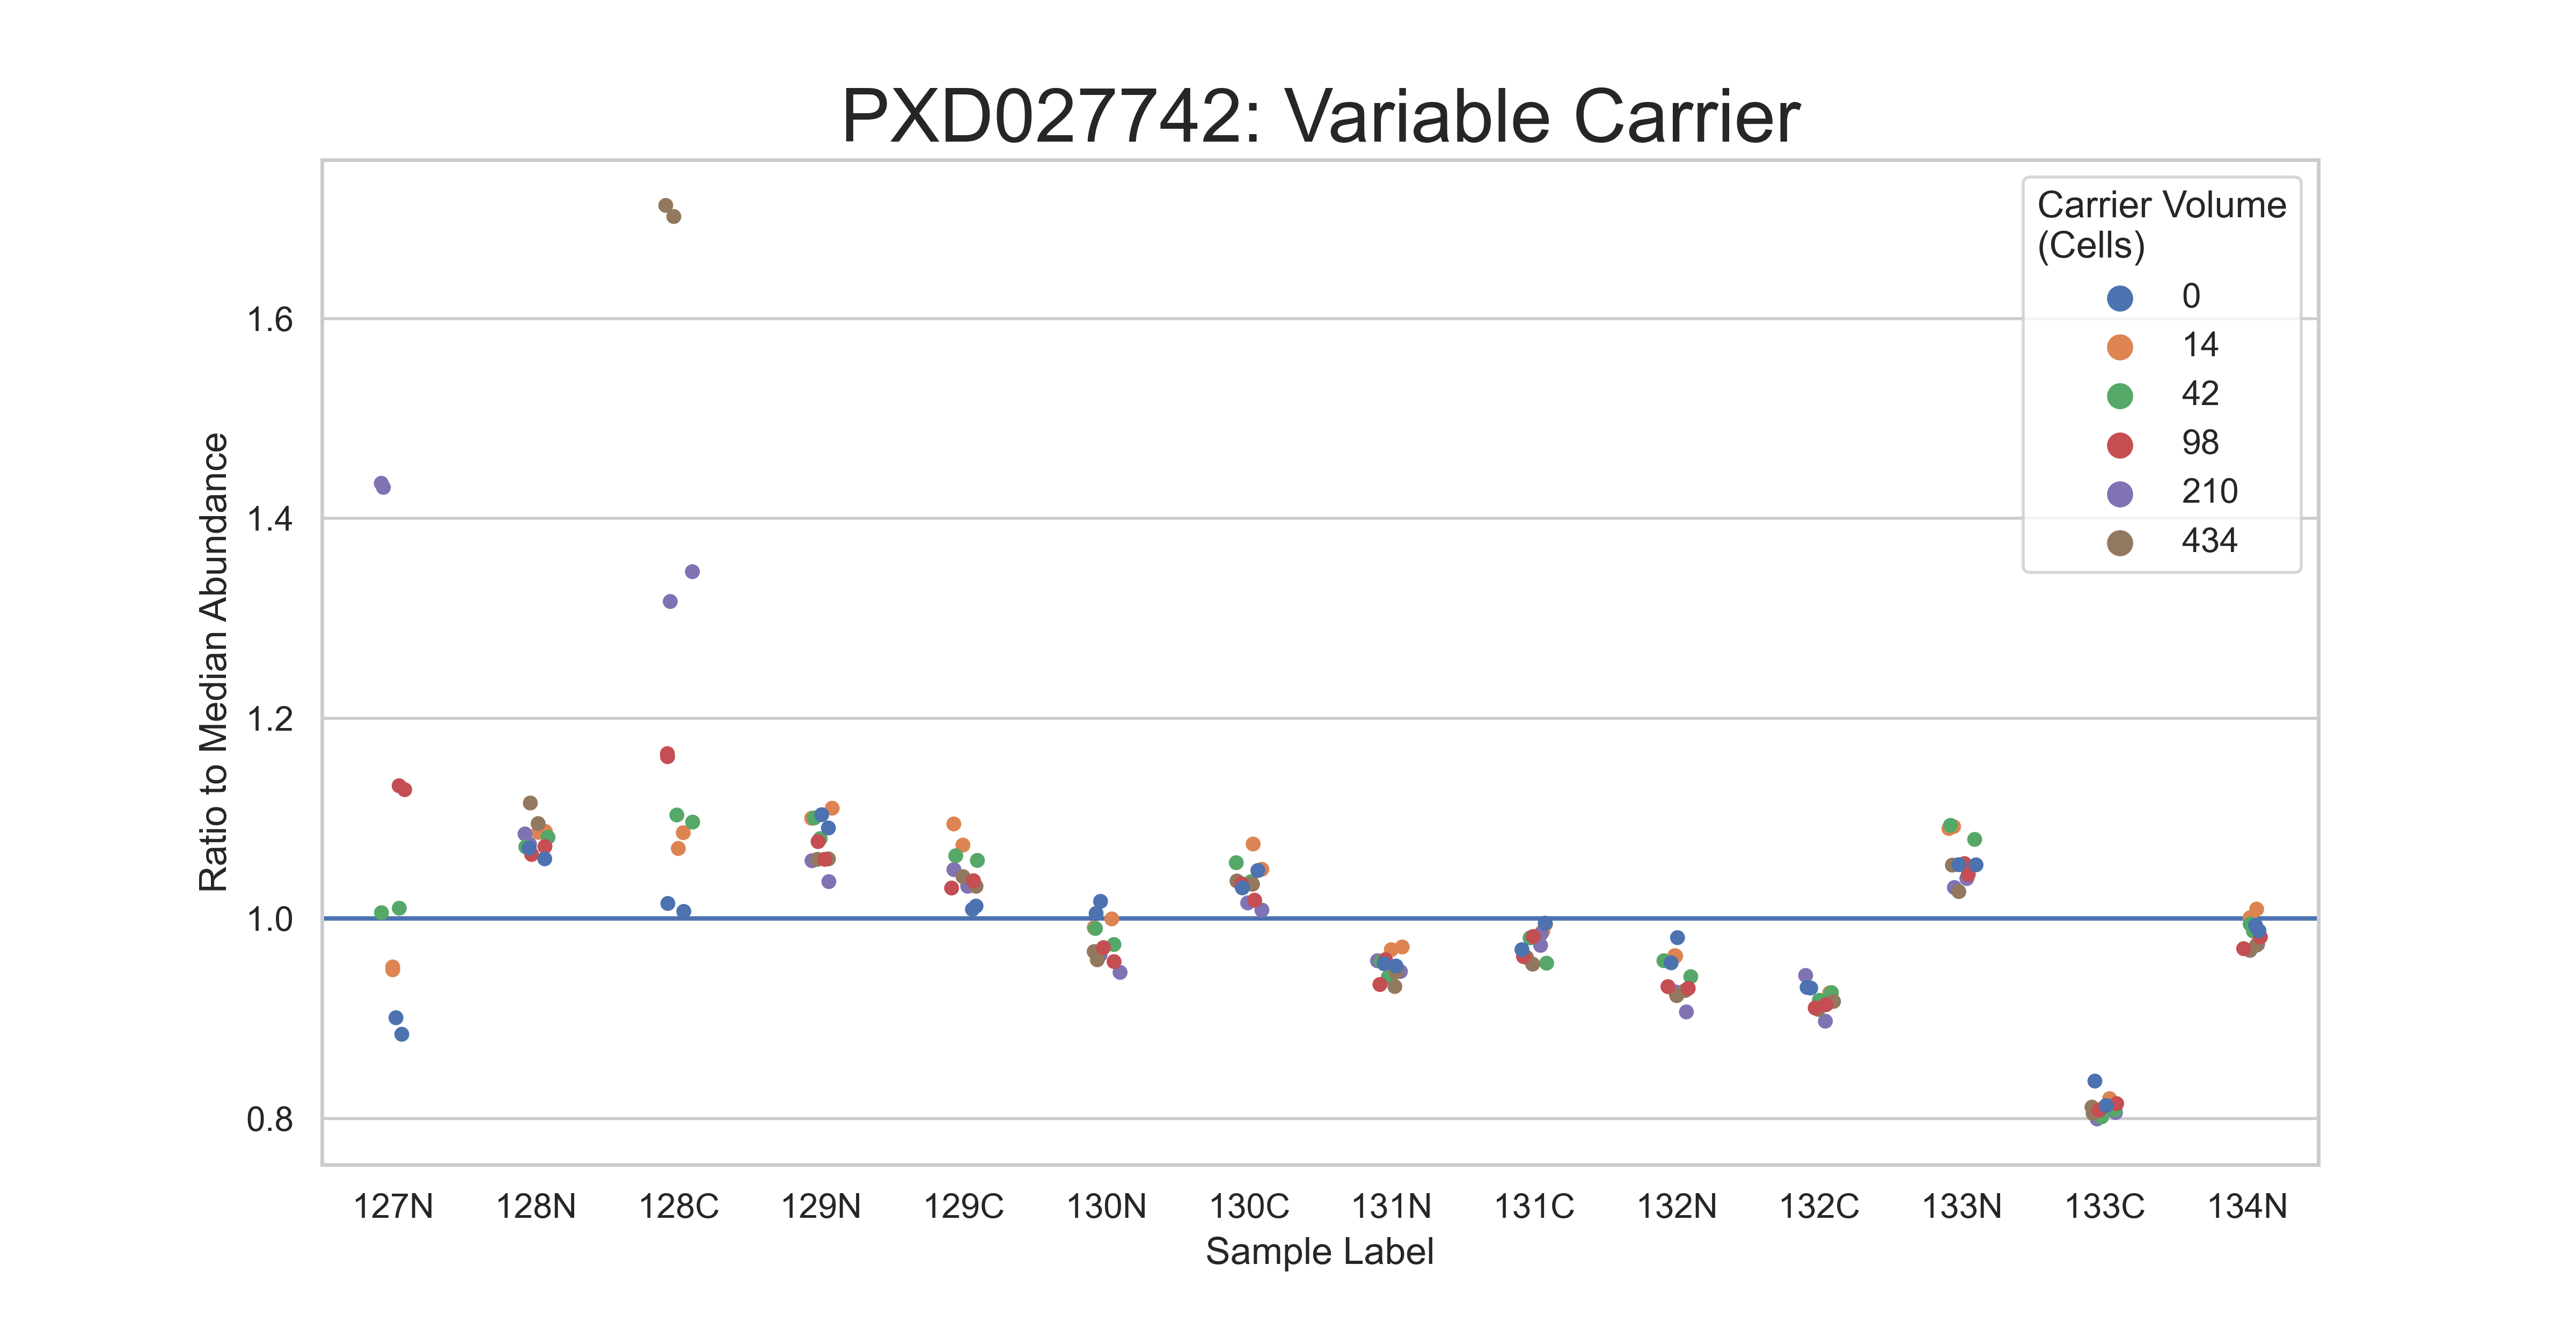 PXD027742: Variable Carrier
Carrier Volume
(Cells)
0
14
42
98
210
434
Ratio to Median Abundance
1.6
1.4
1.2
1.0
0.8
127N 128N 128C 129N 129C 130N 130C 131N 131C 132N 132C 133N 133C 134N
Sample Label